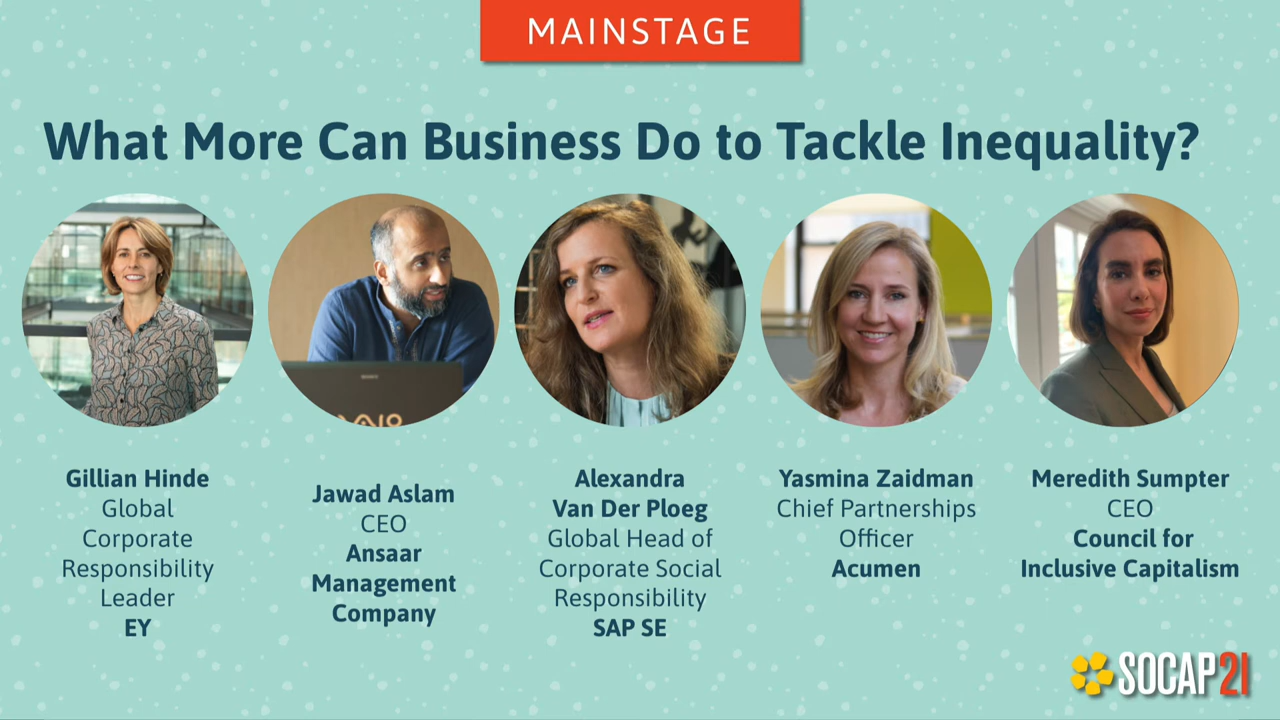 MAINSTAGE
What More Can Business Do to Tackle Inequality?
SONY
VAIO
Gillian Hinde
Global
Corporate
Responsibility
Leader
EY
Jawad Aslam
CEO
Ansaar
Management
Company
Alexandra
Van Der Ploeg
Global Head of
Corporate Social
Responsibility
SAP SE
Yasmina Zaidman
Chief Partnerships
Officer
Acumen
Meredith Sumpter
CEO
Council for
Inclusive Capitalism
SOCAP21